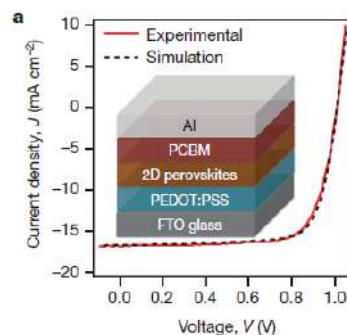 a
Experimental
Simulation
Current density, J (mA cm⁻²)
10
5
0
−5
−10
−15
−20
Al
PCBM
2D perovskites
PEDOT:PSS
FTO glass
0.0 0.2 0.4 0.6 0.8 1.0
Voltage, V (V)